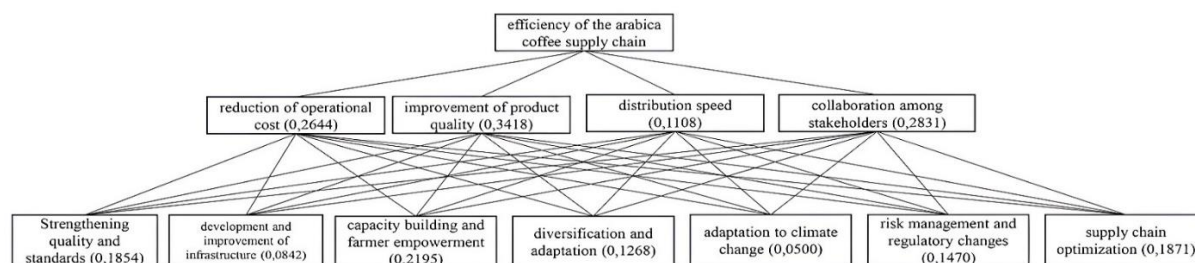 efficiency of the arabica
coffee supply chain
reduction of operational
cost (0,2644)
improvement of product
quality (0,3418)
distribution speed
(0,1108)
collaboration among
stakeholders (0,2831)
Strengthening
quality and
standards (0,1854)
development and
improvement of
infrastructure (0,0842)
capacity building and
farmer empowerment
(0,2195)
diversification and
adaptation (0,1268)
adaptation to climate
change (0,0500)
risk management and
regulatory changes
(0,1470)
supply chain
optimization (0,1871)